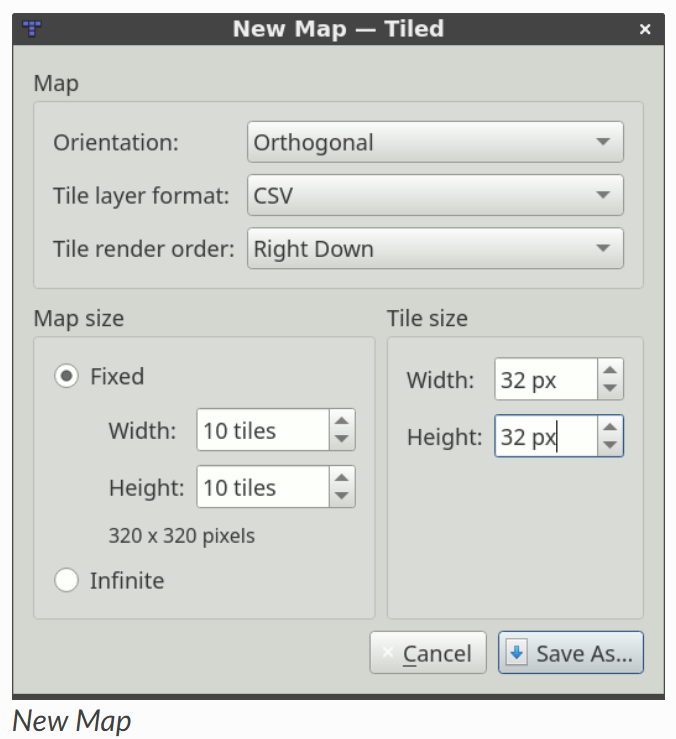 New Map — Tiled
Map
Orientation: Orthogonal
Tile layer format: CSV
Tile render order: Right Down
Map size
Fixed
Width: 10 tiles
Height: 10 tiles
320 x 320 pixels
Infinite
Tile size
Width: 32 px
Height: 32 px
Cancel
Save As...
New Map